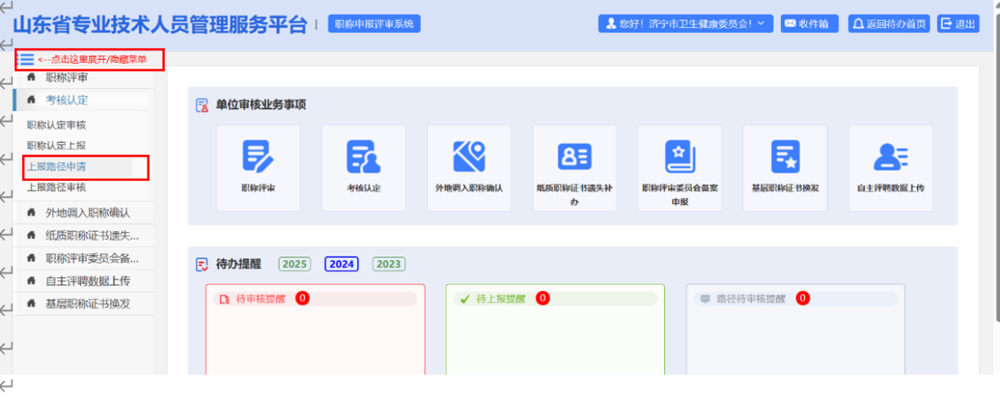 山东省专业技术人员管理服务平台 | 职称申报评审系统 您好！济宁市卫生健康委员会！ 收件箱 返回待办首页 退出
<--点击这里展开/隐藏菜单
职称评审
考核认定
职称认定审核
职称认定上报
上报路径申请
上报路径审核
外地调入职称确认
纸质职称证书遗失...
职称评审委员会备...
自主评聘数据上传
基层职称证书换发
单位审核业务事项
职称评审
考核认定
外地调入职称确认
纸质职称证书遗失补
办
职称评审委员会备案
申报
基层职称证书换发
自主评聘数据上传
待办提醒 2025 2024 2023
待审核提醒 0
待上报提醒 0
路径待审核提醒 0